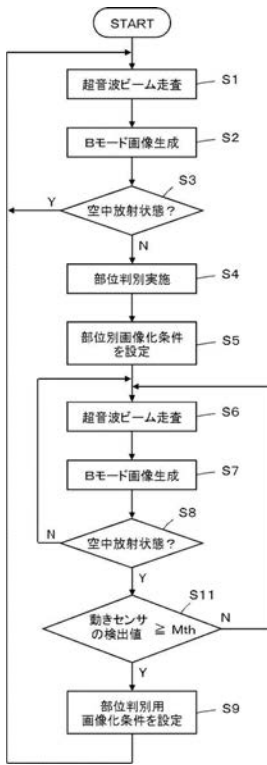 START
超音波ビーム走査
S1
Bモード画像生成
S2
S3
空中放射状態？
Y
N
部位判別実施
S4
部位別画像化条件
を設定
S5
超音波ビーム走査
S6
Bモード画像生成
S7
S8
空中放射状態？
N
Y
S11
動きセンサ
の検出値 ≧ Mth
N
Y
部位判別用
画像化条件を設定
S9